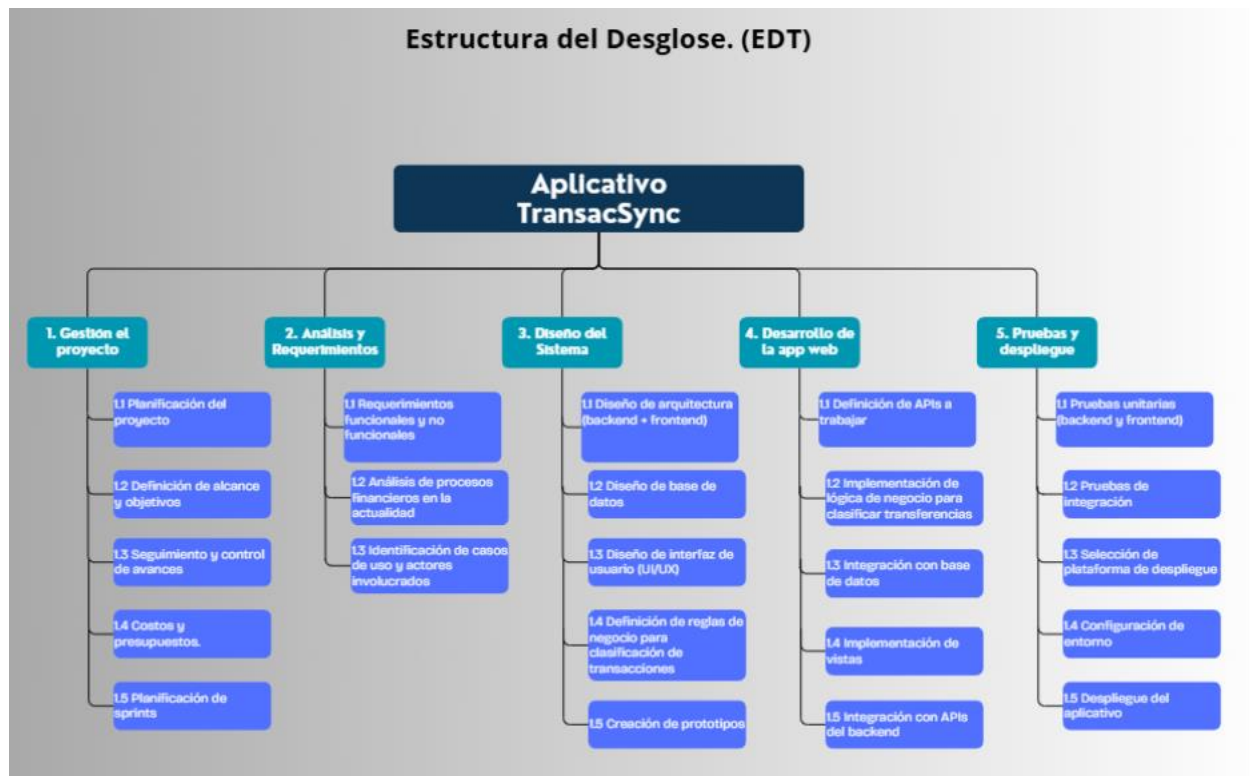 Estructura del Desglose. (EDT)
Aplicativo
TransacSync
1. Gestión el
proyecto
2. Análisis y
Requerimientos
3. Diseño del
Sistema
4. Desarrollo de
la app web
5. Pruebas y
despliegue
1.1 Planificación del
proyecto
1.2 Definición de alcance
y objetivos
1.3 Seguimiento y control
de avances
1.4 Costos y
presupuestos.
1.5 Planificación de
sprints
1.1 Requerimientos
funcionales y no
funcionales
1.2 Análisis de procesos
financieros en la
actualidad
1.3 Identificación de casos
de uso y actores
involucrados
1.1 Diseño de arquitectura
(backend + frontend)
1.2 Diseño de base de
datos
1.3 Diseño de interfaz de
usuario (UI/UX)
1.4 Definición de reglas de
negocio para
clasificación de
transacciones
1.5 Creación de prototipos
1.1 Definición de APIs a
trabajar
1.2 Implementación de
lógica de negocio para
clasificar transferencias
1.3 Integración con base
de datos
1.4 Implementación de
vistas
1.5 Integración con APIs
del backend
1.1 Pruebas unitarias
(backend y frontend)
1.2 Pruebas de
integración
1.3 Selección de
plataforma de despliegue
1.4 Configuración de
entorno
1.5 Despliegue del
aplicativo